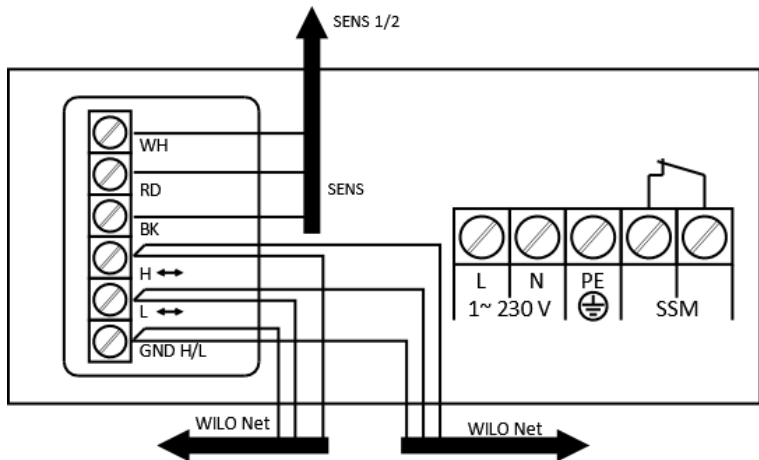 SENS 1/2
WH
RD
SENS
BK
H ↔
L ↔
GND H/L
L N PE
1~ 230 V SSM
WILO Net
WILO Net